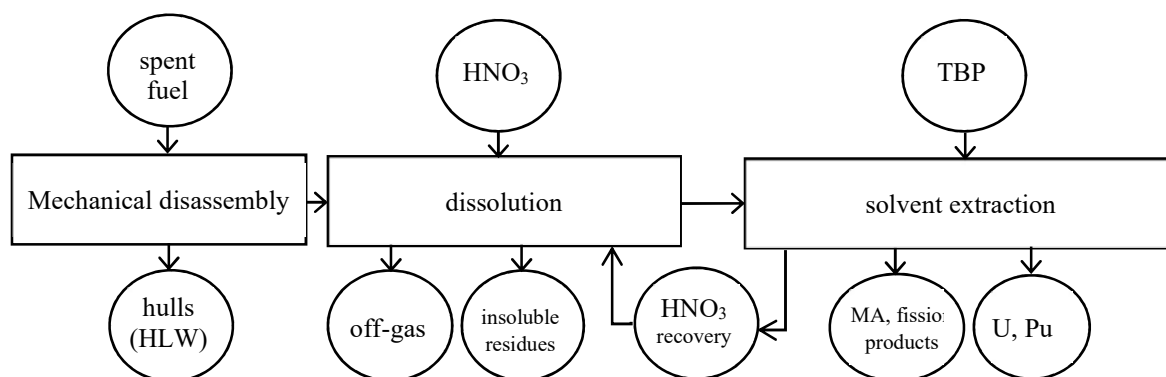 spent
fuel
HNO₃
TBP
Mechanical disassembly
dissolution
solvent extraction
hulls
(HLW)
off-gas
insoluble
residues
HNO₃
recovery
MA, fissio
products
U, Pu